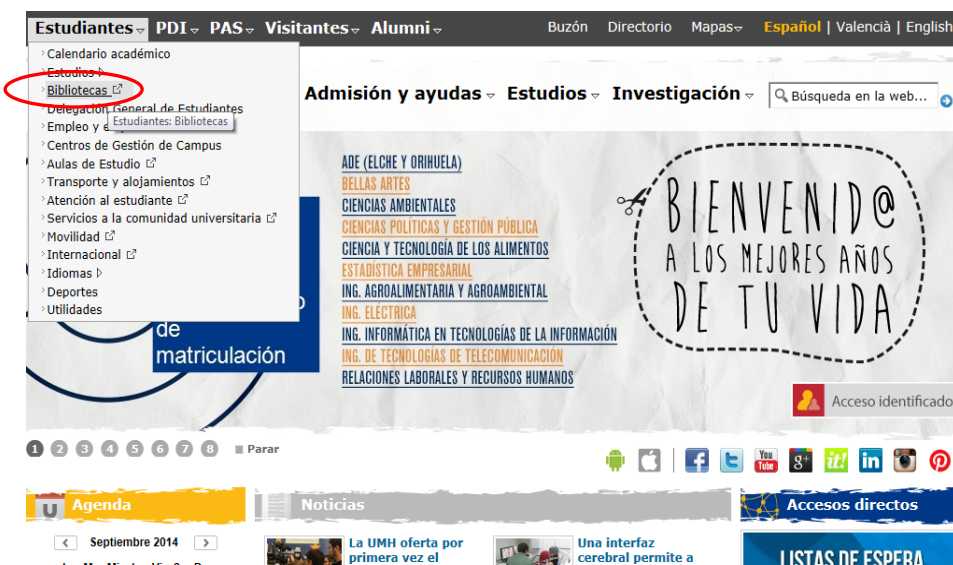 Estudiantes PDI PAS Visitantes Alumni Buzón Directorio Mapas Español | Valencià | English
Calendario académico
Estudios
Bibliotecas
Delegación General de Estudiantes
Estudiantes: Bibliotecas
Empleo y
Centros de Gestión de Campus
Aulas de Estudio
Transporte y alojamientos
Atención al estudiante
Servicios a la comunidad universitaria
Movilidad
Internacional
Idiomas
Deportes
Utilidades
Admisión y ayudas Estudios Investigación Búsqueda en la web...
de
matriculación
ADE (ELCHE Y ORIHUELA)
BELLAS ARTES
CIENCIAS AMBIENTALES
CIENCIAS POLÍTICAS Y GESTIÓN PÚBLICA
CIENCIA Y TECNOLOGÍA DE LOS ALIMENTOS
ESTADÍSTICA EMPRESARIAL
ING. AGROALIMENTARIA Y AGROAMBIENTAL
ING. ELÉCTRICA
ING. INFORMÁTICA EN TECNOLOGÍAS DE LA INFORMACIÓN
ING. DE TECNOLOGÍAS DE TELECOMUNICACIÓN
RELACIONES LABORALES Y RECURSOS HUMANOS
BIENVENID@
A LOS MEJORES AÑOS
DE TU VIDA
Acceso identificado
1 2 3 4 5 6 7 8 Parar
You Tube g+ it! in
Agenda
Septiembre 2014
Noticias
La UMH oferta por
primera vez el
Una interfaz
cerebral permite a
Accesos directos
LISTAS DE ESPERA